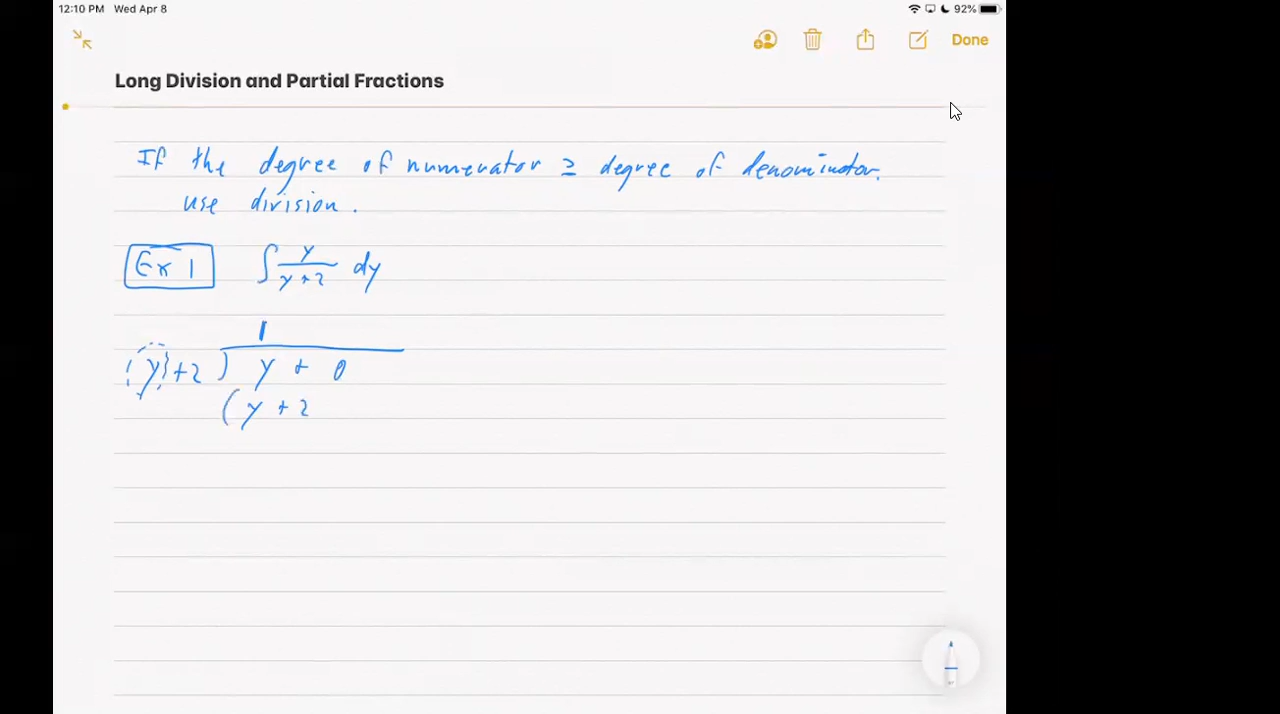 12:10 PM Wed Apr 8 92%
Done
Long Division and Partial Fractions
If the degree of numerator ≥ degree of denominator.
use division.
Ex 1 ∫ y/(y+2) dy
1
y+2 ) y + 0
(y + 2